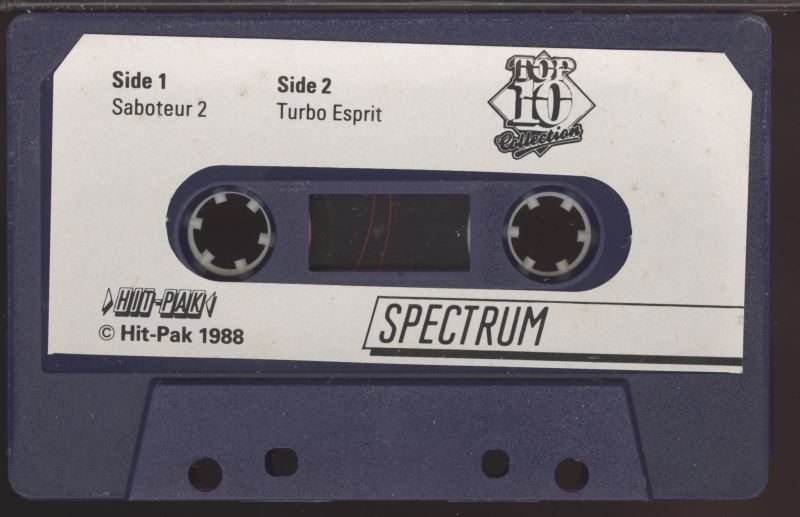 Side 1
Saboteur 2
Side 2
Turbo Esprit
TOP
10
Collection
HIT-PAK
© Hit-Pak 1988
SPECTRUM